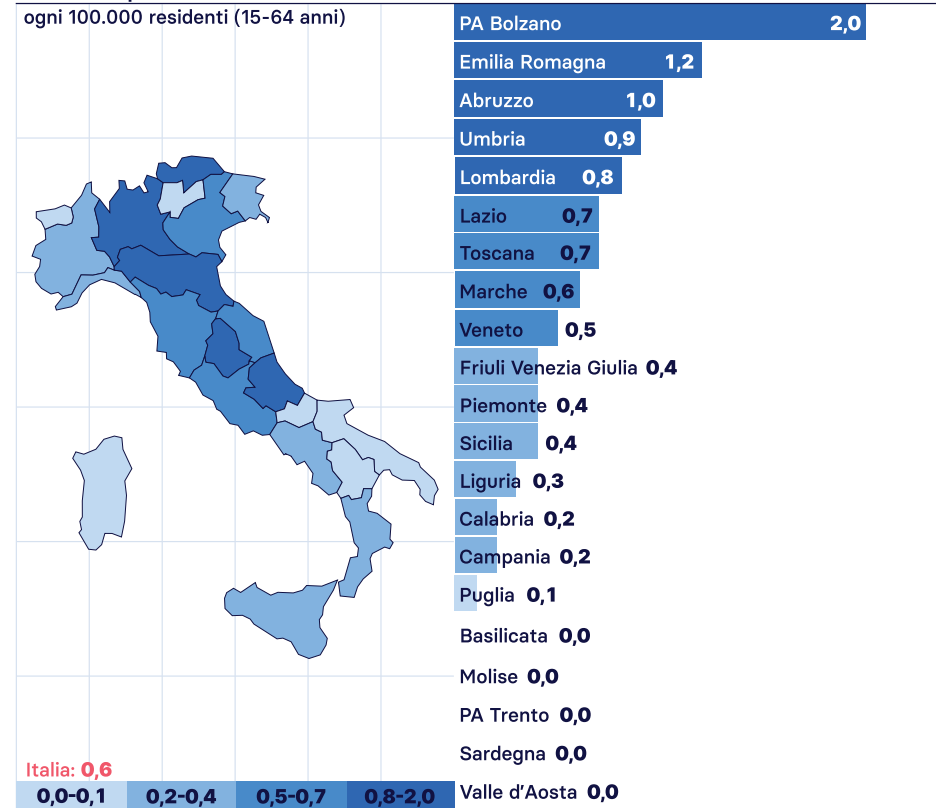 ogni 100.000 residenti (15-64 anni)
PA Bolzano 2,0
Emilia Romagna 1,2
Abruzzo 1,0
Umbria 0,9
Lombardia 0,8
Lazio 0,7
Toscana 0,7
Marche 0,6
Veneto 0,5
Friuli Venezia Giulia 0,4
Piemonte 0,4
Sicilia 0,4
Liguria 0,3
Calabria 0,2
Campania 0,2
Puglia 0,1
Basilicata 0,0
Molise 0,0
PA Trento 0,0
Sardegna 0,0
Valle d'Aosta 0,0
Italia: 0,6
0,0-0,1 0,2-0,4 0,5-0,7 0,8-2,0